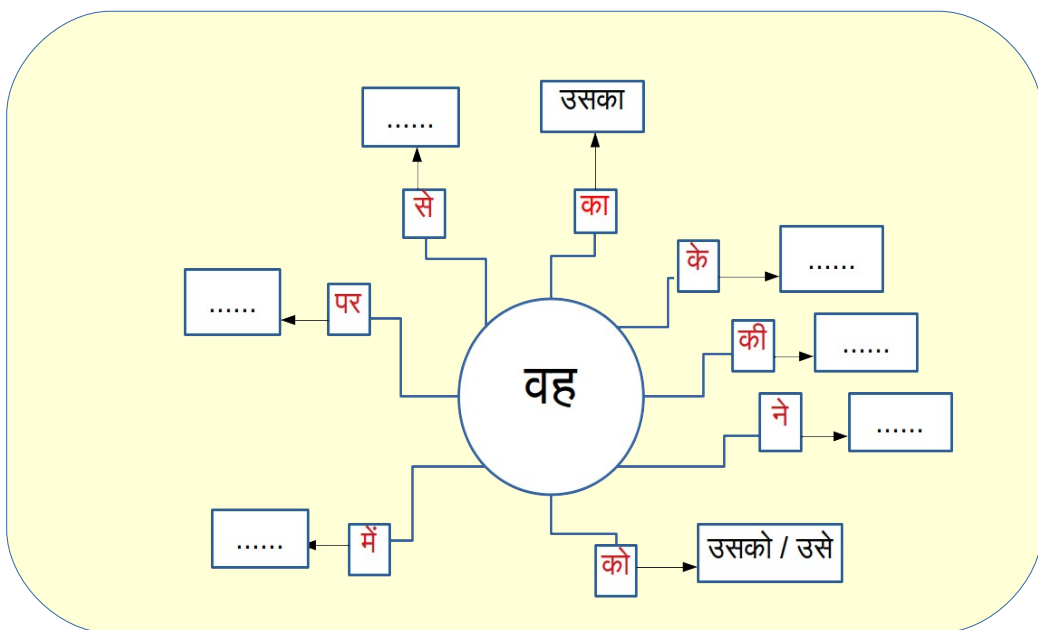 उसका
......
से
का
के
......
......
पर
की
......
वह
ने
......
......
में
को
उसको / उसे